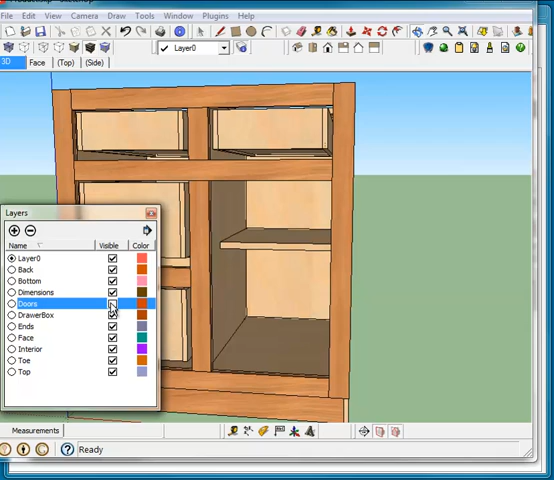 File Edit View Camera Draw Tools Window Plugins Help
Layer0
3D Face (Top) (Side)
Layers
Name Visible Color
Layer0
Back
Bottom
Dimensions
Doors
DrawerBox
Ends
Face
Interior
Toe
Top
Measurements
Ready